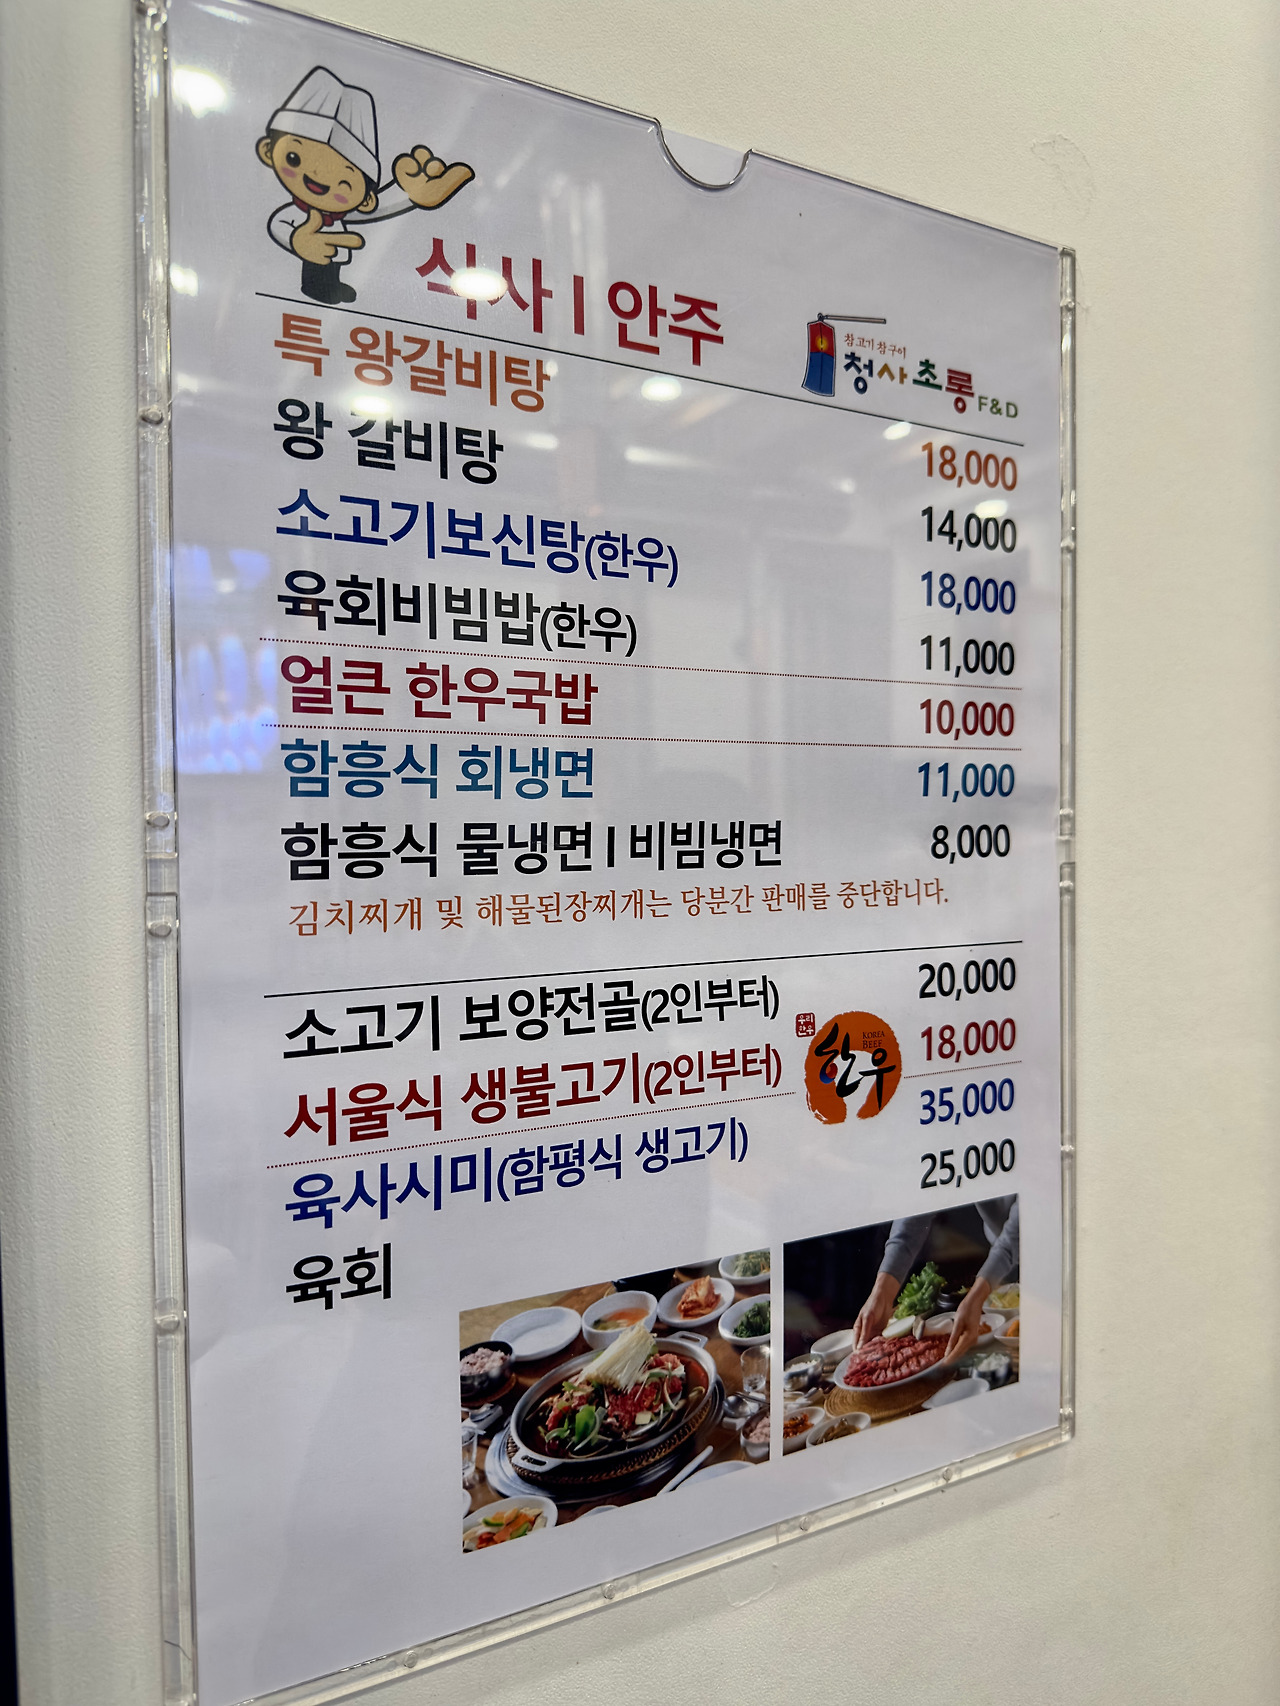 식사 I 안주
참고기 참구이
청사초롱 F&D
특 왕갈비탕 18,000
왕 갈비탕 14,000
소고기보신탕(한우) 18,000
육회비빔밥(한우) 11,000
얼큰 한우국밥 10,000
함흥식 회냉면 11,000
함흥식 물냉면 I 비빔냉면 8,000
김치찌개 및 해물된장찌개는 당분간 판매를 중단합니다.
소고기 보양전골(2인부터) 20,000
서울식 생불고기(2인부터) 18,000
육사시미(함평식 생고기) 35,000
육회 25,000
우리
한우
KOREA
BEEF
한우